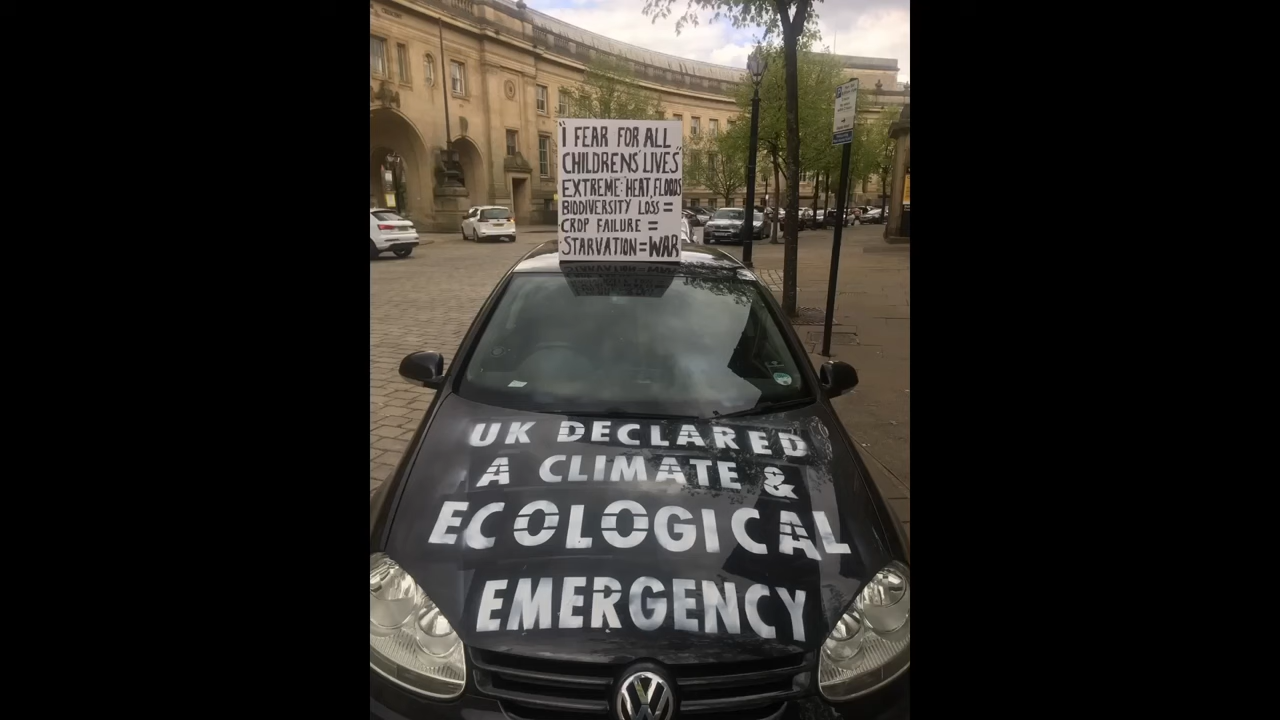 "I FEAR FOR ALL
CHILDRENS' LIVES"
EXTREME: HEAT, FLOODS
BIODIVERSITY LOSS =
CROP FAILURE =
STARVATION = WAR
UK DECLARED
A CLIMATE &
ECOLOGICAL
EMERGENCY